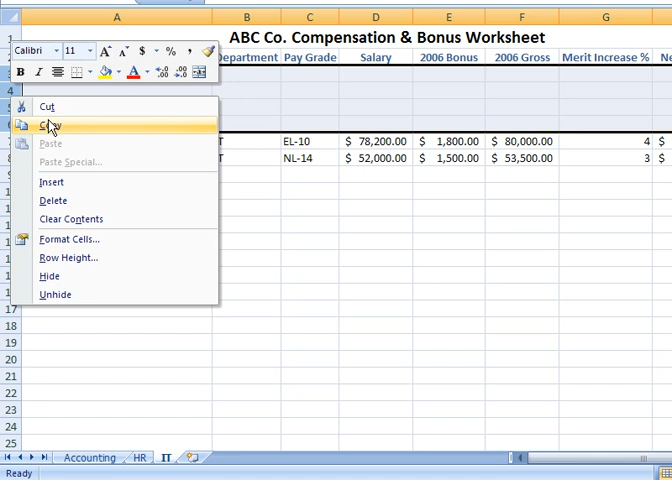 A B C D E F G
1 ABC Co. Compensation & Bonus Worksheet
Calibri 11 A A $ % ,
B I A
Department Pay Grade Salary 2006 Bonus 2006 Gross Merit Increase % Ne
4
5
Cut
Copy
Paste
Paste Special...
Insert
Delete
Clear Contents
Format Cells...
Row Height...
Hide
Unhide
T EL-10 $ 78,200.00 $ 1,800.00 $ 80,000.00 4 $
T NL-14 $ 52,000.00 $ 1,500.00 $ 53,500.00 3 $
17
18
19
20
21
22
23
24
25
Accounting HR IT
Ready